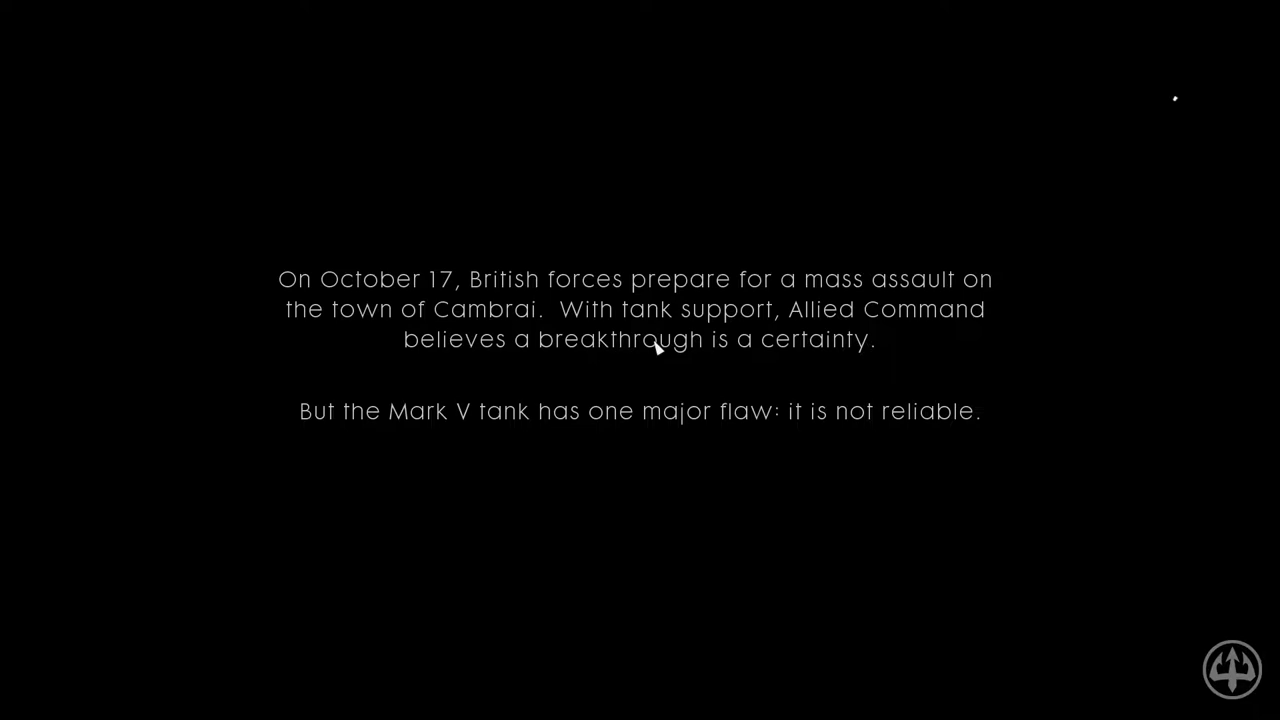 On October 17, British forces prepare for a mass assault on
the town of Cambrai.  With tank support, Allied Command
believes a breakthrough is a certainty.
But the Mark V tank has one major flaw: it is not reliable.